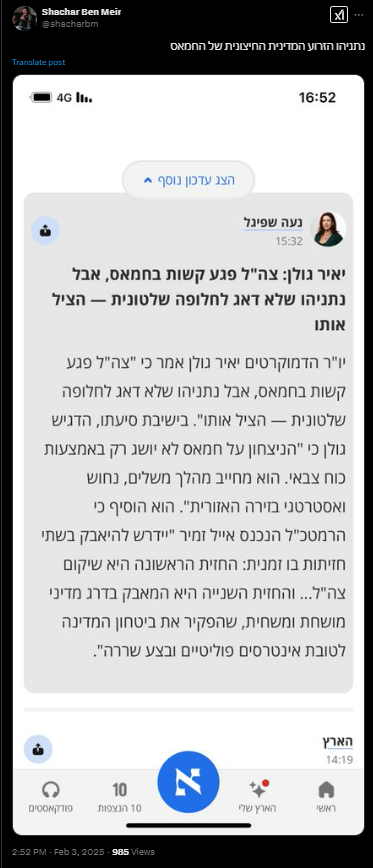 Shachar Ben Meir
@shacharbm
נתניהו הזרוע המדינית החיצונית של החמאס
Translate post
4G 16:52
הצג עדכון נוסף
נעה שפיגל
15:32
יאיר גולן: צה"ל פגע קשות בחמאס, אבל
נתניהו שלא דאג לחלופה שלטונית — הציל
אותו
יו"ר הדמוקרטים יאיר גולן אמר כי "צה"ל פגע
קשות בחמאס, אבל נתניהו שלא דאג לחלופה
שלטונית — הציל אותו". בישיבת סיעתו, הדגיש
גולן כי "הניצחון על חמאס לא יושג רק באמצעות
כוח צבאי. הוא מחייב מהלך משלים, נחוש
ואסטרטגי בזירה האזורית". הוא הוסיף כי
הרמטכ"ל הנכנס אייל זמיר "יידרש להיאבק בשתי
חזיתות בו זמנית: החזית הראשונה היא שיקום
צה"ל... והחזית השנייה היא המאבק בדרג מדיני
מושחת ומשחית, שהפקיר את ביטחון המדינה
לטובת אינטרסים פוליטיים ובצע שררה".
הארץ
14:19
ראשי
הארץ שלי
א
10 הנצפות
10
פודקאסטים
2:52 PM · Feb 3, 2025 · 985 Views